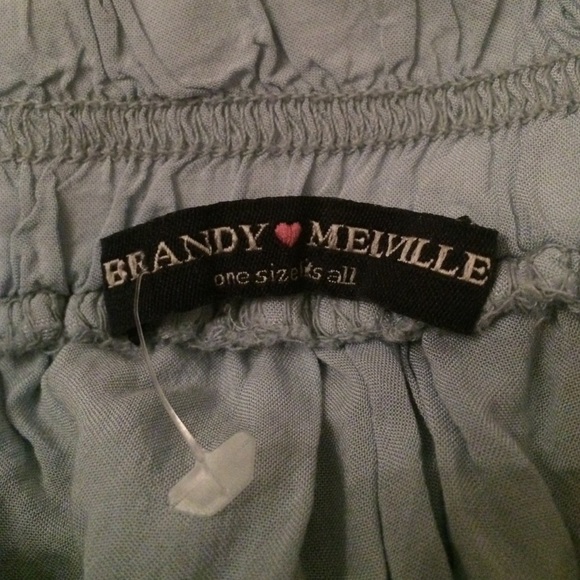 BRANDY ♥ MELVILLE
one size fits all